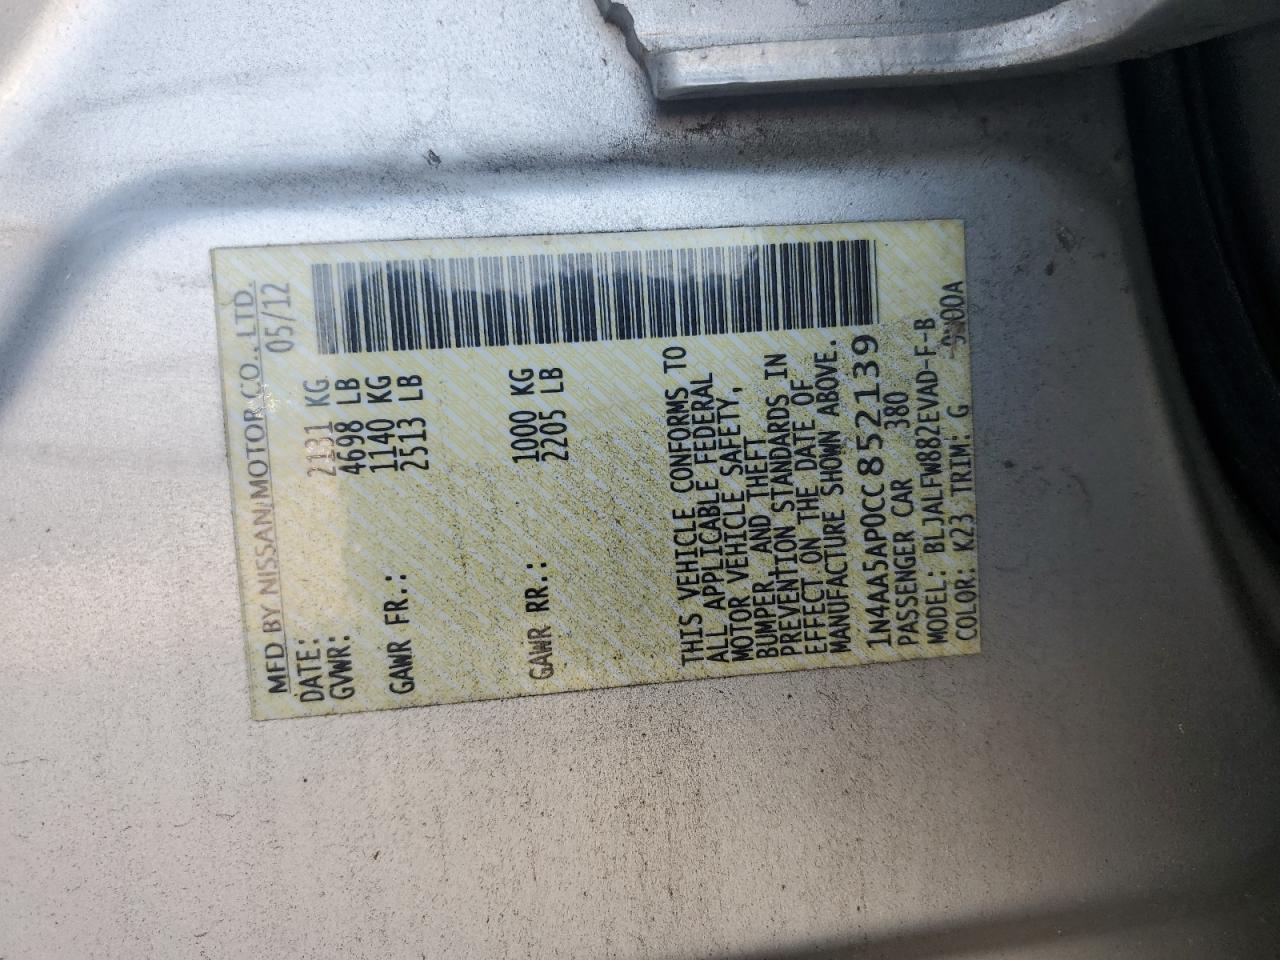 MFD BY NISSAN MOTOR CO., LTD.
DATE: 05/12
GVWR: 2131 KG
4698 LB
GAWR FR.: 1140 KG
2513 LB
GAWR RR.: 1000 KG
2205 LB
THIS VEHICLE CONFORMS TO
ALL APPLICABLE FEDERAL
MOTOR VEHICLE SAFETY,
BUMPER, AND THEFT
PREVENTION STANDARDS IN
EFFECT ON THE DATE OF
MANUFACTURE SHOWN ABOVE.
1N4AA5AP0CC852139
PASSENGER CAR 380
MODEL: BLJALFW882EVAD-F-B
COLOR: K23 TRIM: G